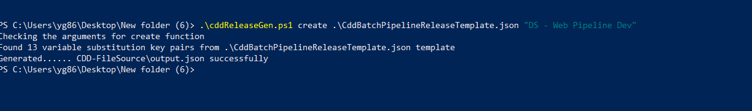 PS C:\Users\yg86\Desktop\New folder (6)> .\cddReleaseGen.ps1 create .\CddBatchPipelineReleaseTemplate.json "DS - Web Pipeline Dev"
Checking the arguments for create function
Found 13 variable substitution key pairs from .\CddBatchPipelineReleaseTemplate.json template
Generated...... CDD-FileSource\output.json successfully
PS C:\Users\yg86\Desktop\New folder (6)>